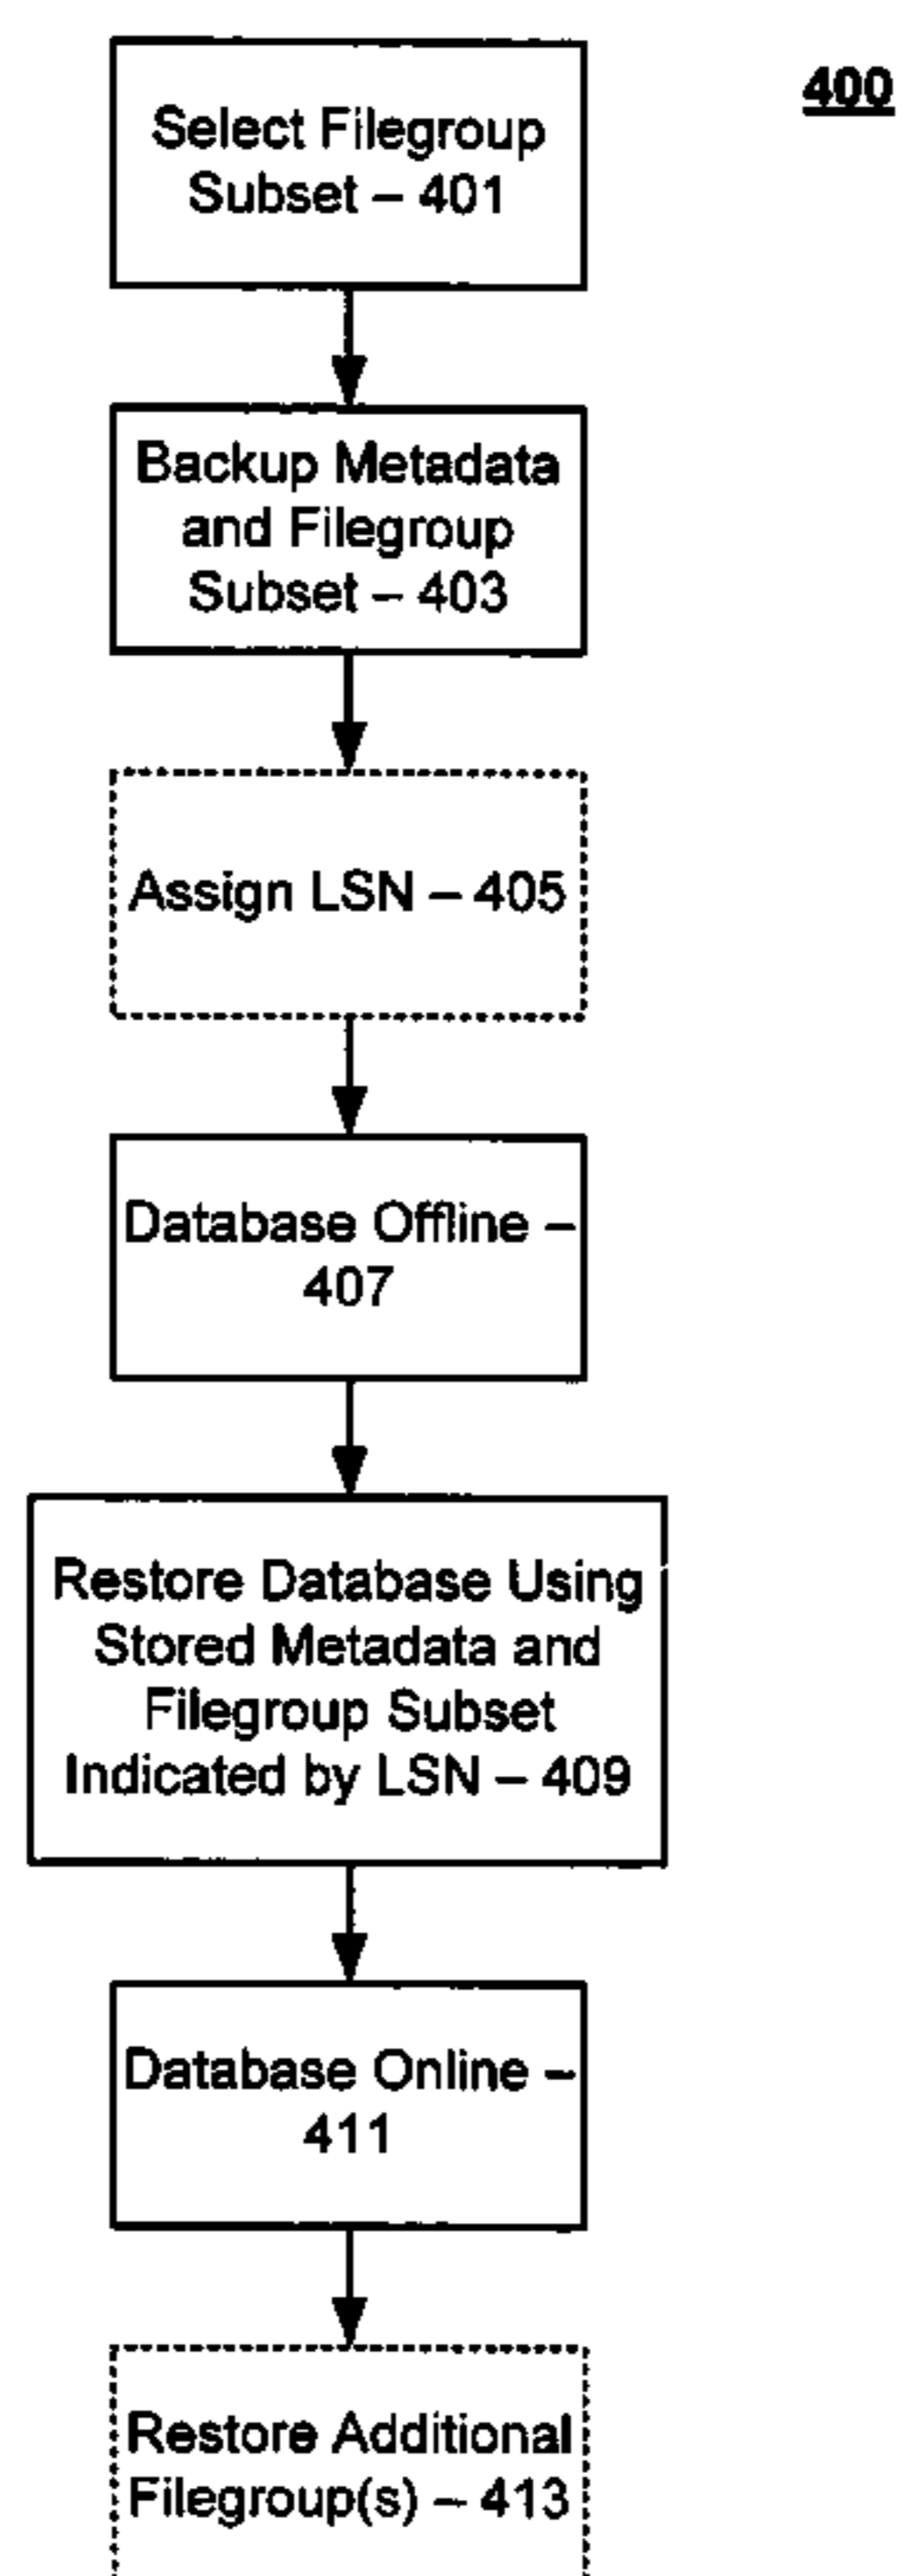 400
Select Filegroup
Subset – 401
Backup Metadata
and Filegroup
Subset – 403
Assign LSN – 405
Database Offline –
407
Restore Database Using
Stored Metadata and
Filegroup Subset
Indicated by LSN – 409
Database Online –
411
Restore Additional
Filegroup(s) – 413